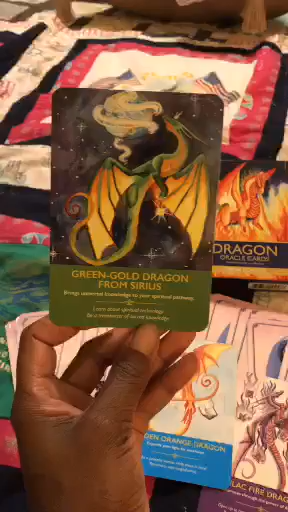 GREEN-GOLD DRAGON
FROM SIRIUS
Brings universal knowledge to your spiritual pathway.
Learn about spiritual technology
Be a messenger of sacred knowledge
DRAGON
ORACLE CARDS
DEN ORANGE DRAGON
LAC FIRE DRAG